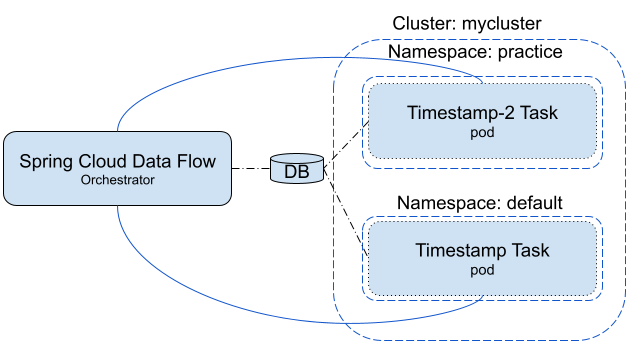 Cluster: mycluster
Namespace: practice
Timestamp-2 Task
pod
Spring Cloud Data Flow
Orchestrator
DB
Namespace: default
Timestamp Task
pod